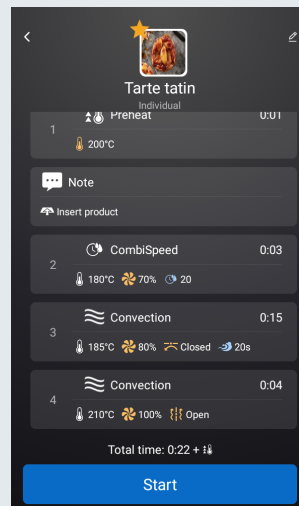 Tarte tatin
Individual
1
Preheat 0:01
200°C
Note
Insert product
2
CombiSpeed 0:03
180°C 70% 20
3
Convection 0:15
185°C 80% Closed 20s
4
Convection 0:04
210°C 100% Open
Total time: 0:22 +
Start